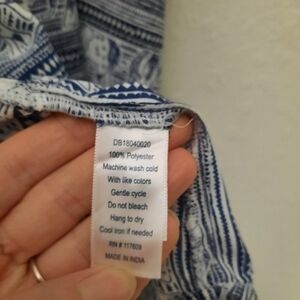 DB18040020
100% Polyester
Machine wash cold
With like colors
Gentle cycle
Do not bleach
Hang to dry
Cool iron if needed
RN # 117609
MADE IN INDIA